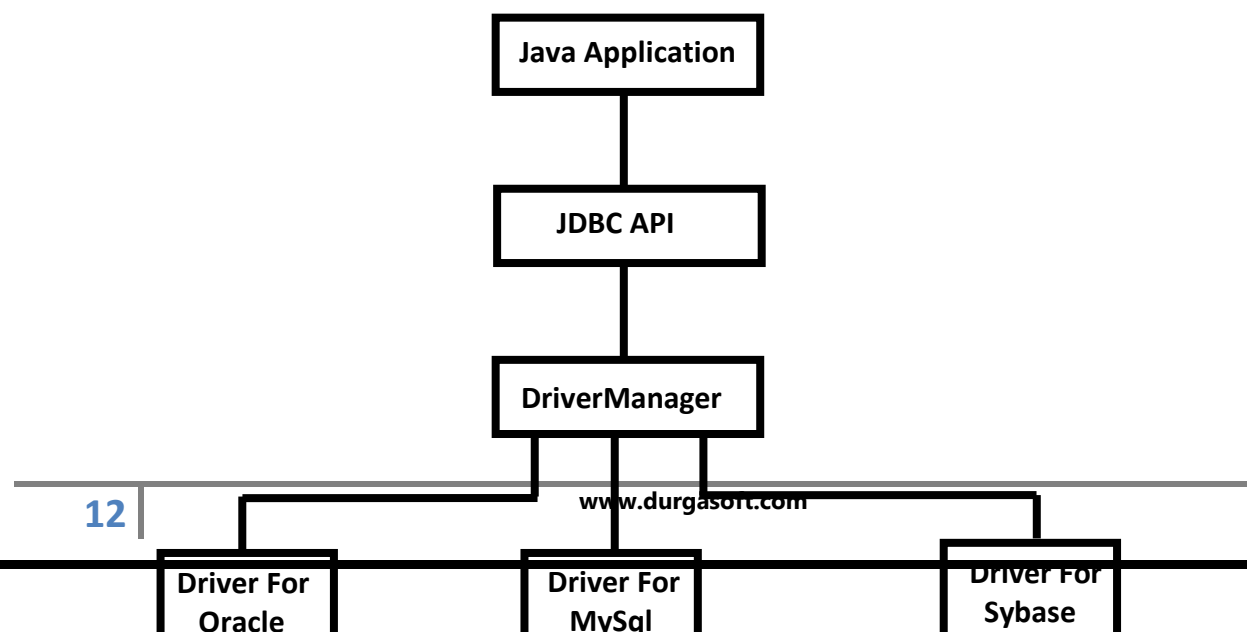 Java Application
JDBC API
DriverManager
12
www.durgasoft.com
Driver For
Oracle
Driver For
MySql
Driver For
Sybase